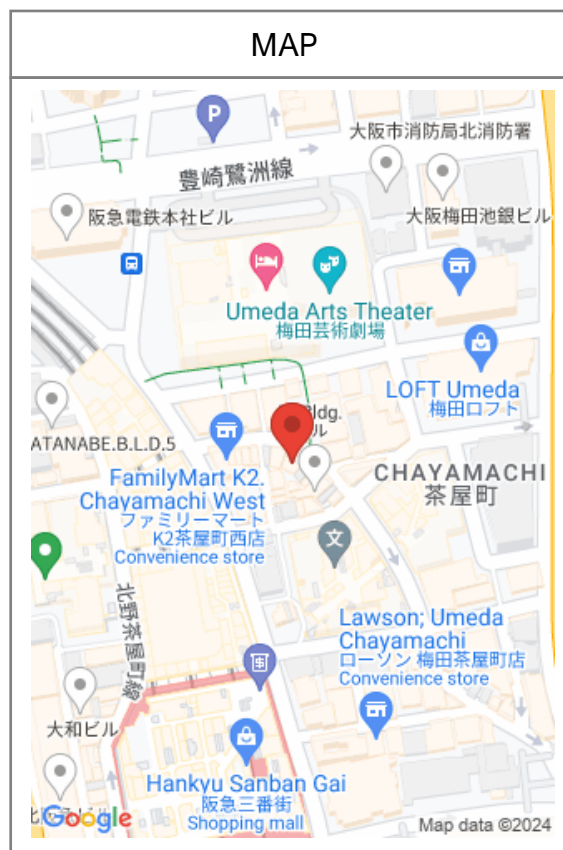 MAP
P
大阪市消防局北消防署
豊崎鷺洲線
阪急電鉄本社ビル
大阪梅田池銀ビル
Umeda Arts Theater
梅田芸術劇場
LOFT Umeda
梅田ロフト
Bldg.
ル
ATANABE.B.L.D.5
FamilyMart K2.
Chayamachi West
ファミリーマート
K2茶屋町西店
Convenience store
CHAYAMACHI
茶屋町
文
北野茶屋町線
Lawson; Umeda
Chayamachi
ローソン 梅田茶屋町店
Convenience store
大和ビル
Hankyu Sanban Gai
阪急三番街
Shopping mall
Google
Map data ©2024